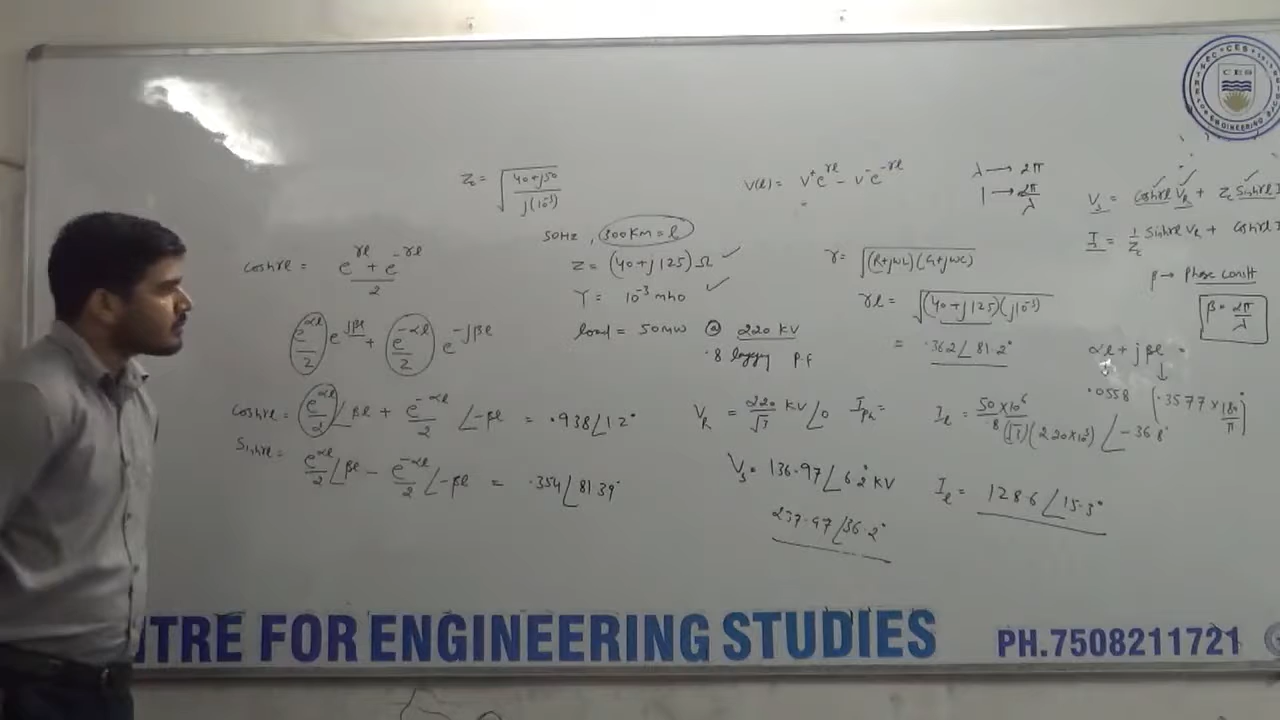 Zc = √((40+j50)/(j(10⁻³)))
V(l) = V⁺e^γl − V⁻e^−γl
λ → 2π
1 → 2π/λ
Vs = coshγl VR + Zc Sinhγl
Is = 1/Zc Sinhγl VR + Coshγl
50HZ, 300Km = l
Z = (40+j125) Ω
Y = 10⁻³ mho
load = 50MW @ 220 KV
.8 p.f
coshγl = (e^γl + e^−γl)/2
e^αl/2 e^jβl + e^−αl/2 e^−jβl
Coshγl = e^αl/2 ∠βl + e^−αl/2 ∠−βl = .938∠1.2°
Sinhγl = e^αl/2 ∠βl − e^−αl/2 ∠−βl = .354∠81.39°
γ = √((R+jωL)(G+jωC))
γl = √((40+j125)(j10⁻³))
= .362∠81.2°
β → Phase const
β = 2π/λ
αl + jβl
.0558 (.3577 × 180°/π)
VR = 220/√3 KV∠0 Iph =
Il = 50×10⁶/(.8(√3)(220×10³)) ∠−36.8°
Vs = 136.97∠6.2° KV
237.97∠36.2°
Il = 128.6∠15.3°
CES
NTRE FOR ENGINEERING STUDIES PH.7508211721